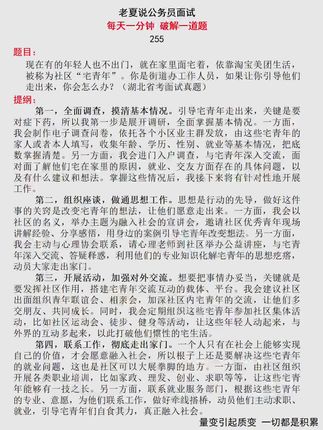 老夏说公务员面试
每天一分钟 破解一道题
255
题目:
现在有的年轻人也不出门，就在家里面宅着，依靠淘宝美团生活，
被称为社区“宅青年”。你是街道办工作人员，如果让你引导他们
走出来，你会怎么办？（湖北省考面试真题）
提纲:
第一，全面调查，摸清基本情况。引导宅青年走出来，关键是要
对症下药，所以我第一步是展开调研，全面摸清基本情况。一方面，
我会制作电子调查问卷，依托各个小区业主群发放，由这些宅青年的
家人或者本人填写，收集年龄、学历、性别、就业等基本情况，把底
数掌握清楚。另一方面，我会进门入户调查，与宅青年深入交流，面
对面了解他们宅在家里的原因，就业、交友方面存在的具体问题，以
及有什么建议和想法。掌握这些情况后，我接下来将有针对性地开展
工作。
第二，组织座谈，做通思想工作。思想是行动的先导，做好这件
事的关窍是改变宅青年的想法，让他们愿意走出来。一方面，我会以
社区的名义，举办主题为融入社会的宣讲会，邀请社区优秀青年现场
讲解经验、分享感悟，用身边的案例引导宅青年改变想法。另一方面，
我会主动与心理协会联系，请心理老师到社区举办公益讲座，与宅青
年深入交流、答疑释惑，利用他们的专业知识化解宅青年的思想疙瘩，
动员大家走出家门。
第三，开展活动，加强对外交流。想要把事情办妥当，关键就是
要发挥社区作用，搭建宅青年交流互动的载体、平台。我会建议社区
出面组织青年联谊会、相亲会，加深社区内宅青年的交流，让他们多
交朋友、共同成长。同时，我会定期组织这些宅青年参加社区集体活
动，比如社区运动会、徒步、健身等活动，让这些年轻人动起来，与
外界的互动多起来，以此打破他们惯性的宅生活。
第四，联系工作，彻底走出家门。一个人只有在社会上能够实现
自己的价值，才会愿意融入社会，所以根子上还是要解决这些宅青年
的就业问题，这也是社区可以大展拳脚的地方。一方面，由社区组织
开展各类职业培训，比如家政、理发、创业、求职等等，让这些宅青
年能够有一技之长。另一方面，联系就业服务部门，根据这些宅青年
的专业、意愿，为他们联系工作，做好牵线搭桥，动员他们主动求职、
就业，引导宅青年们自食其力，真正融入社会。
量变引起质变 一切都是积累